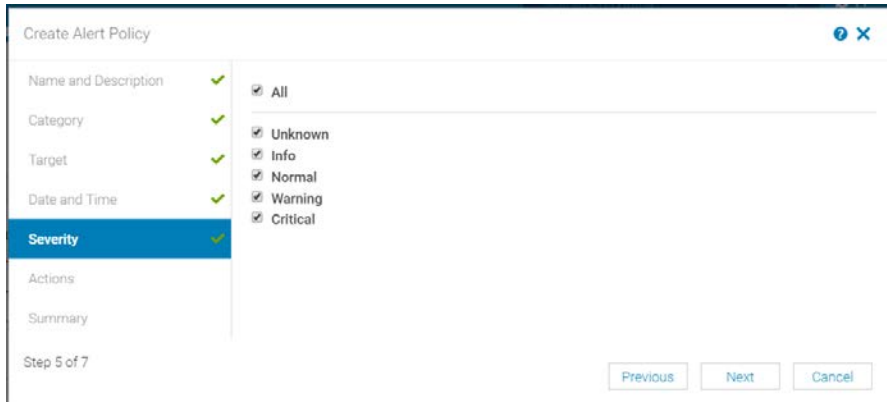 Create Alert Policy
Name and Description
Category
Target
Date and Time
Severity
Actions
Summary
All
Unknown
Info
Normal
Warning
Critical
Step 5 of 7
Previous
Next
Cancel